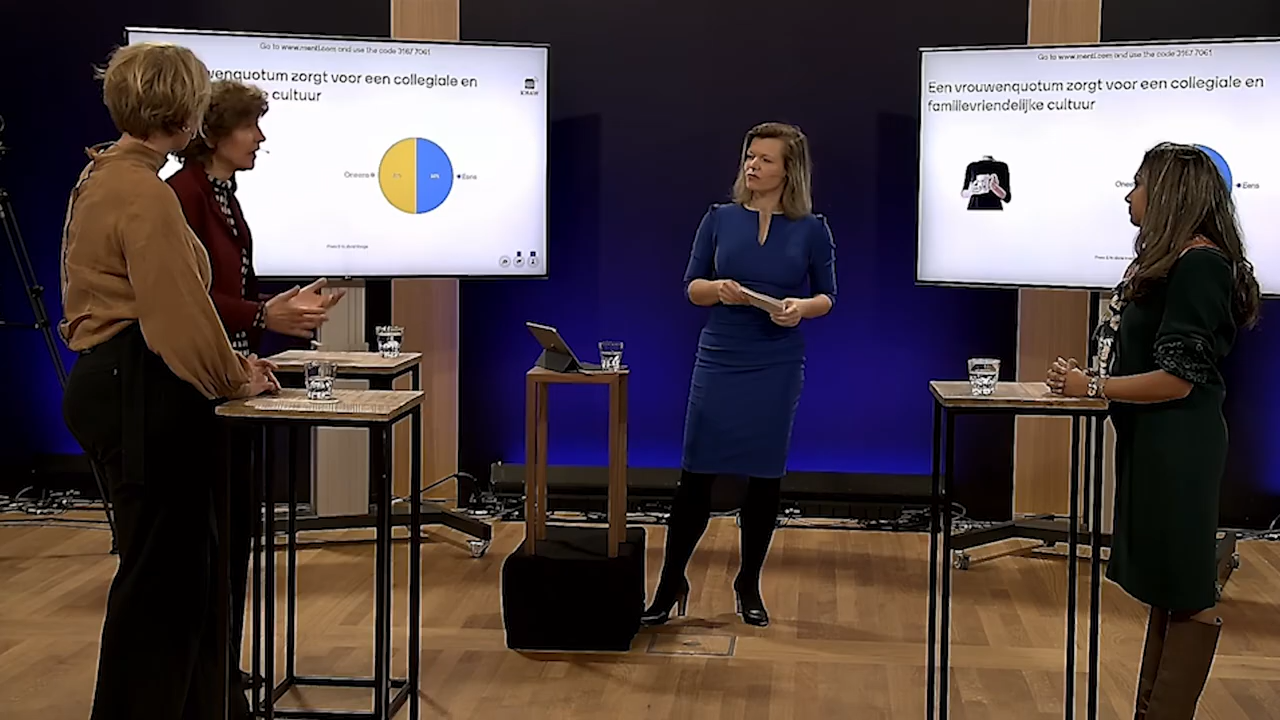 Go to www.menti.com and use the code 3167 7061
wenquotum zorgt voor een collegiale en
e cultuur
Oneens
Eens
KNAW
Go to www.menti.com and use the code 3167 7061
Een vrouwenquotum zorgt voor een collegiale en
familievriendelijke cultuur
Onee
Eens